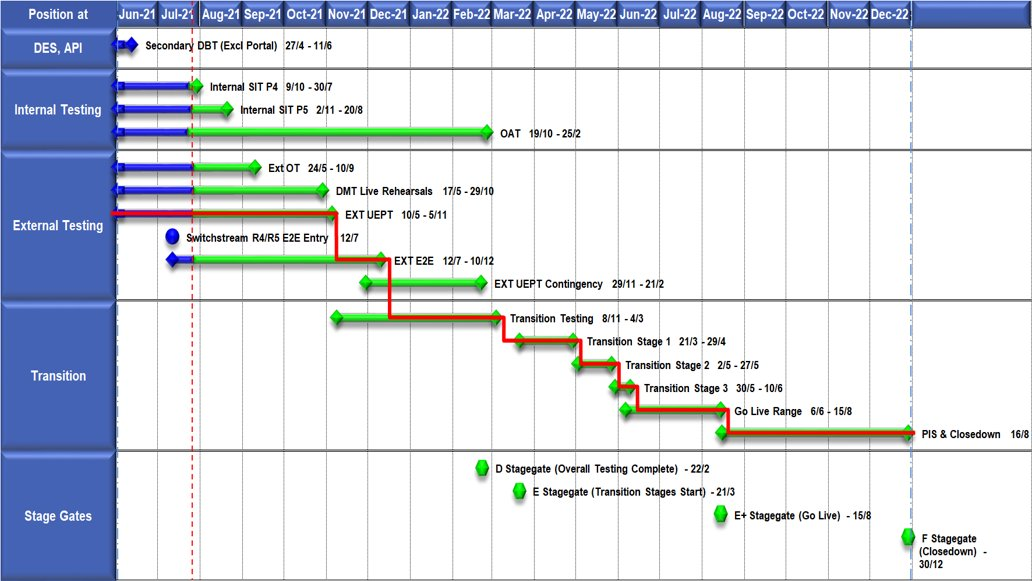 Position at
Jun-21 Jul-21 Aug-21 Sep-21 Oct-21 Nov-21 Dec-21 Jan-22 Feb-22 Mar-22 Apr-22 May-22 Jun-22 Jul-22 Aug-22 Sep-22 Oct-22 Nov-22 Dec-22
DES, API
Secondary DBT (Excl Portal) 27/4 - 11/6
Internal Testing
Internal SIT P4 9/10 - 30/7
Internal SIT P5 2/11 - 20/8
OAT 19/10 - 25/2
External Testing
Ext OT 24/5 - 10/9
DMT Live Rehearsals 17/5 - 29/10
EXT UEPT 10/5 - 5/11
Switchstream R4/R5 E2E Entry 12/7
EXT E2E 12/7 - 10/12
EXT UEPT Contingency 29/11 - 21/2
Transition
Transition Testing 8/11 - 4/3
Transition Stage 1 21/3 - 29/4
Transition Stage 2 2/5 - 27/5
Transition Stage 3 30/5 - 10/6
Go Live Range 6/6 - 15/8
PIS & Closedown 16/8
Stage Gates
D Stagegate (Overall Testing Complete) - 22/2
E Stagegate (Transition Stages Start) - 21/3
E+ Stagegate (Go Live) - 15/8
F Stagegate
(Closedown) -
30/12